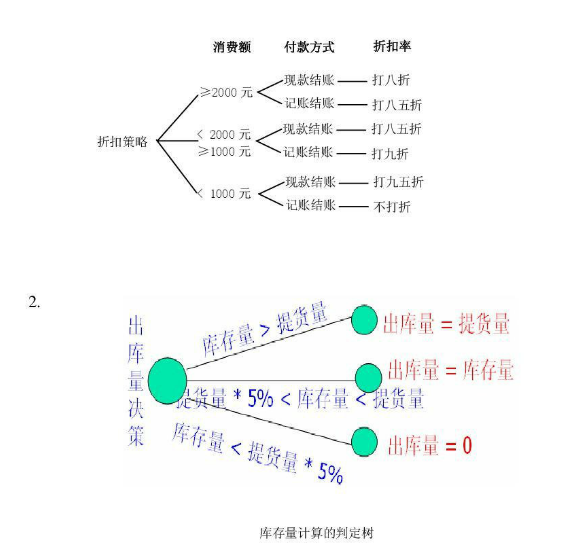 消费额 付款方式 折扣率
现款结账 打八折
≥2000 元
记账结账 打八五折
< 2000 元 现款结账 打八五折
折扣策略
≥1000 元 记账结账 打九折
现款结账 打九五折
< 1000 元
记账结账 不打折
2.
出库量决策
库存量 > 提货量
出库量 = 提货量
出库量 = 库存量
提货量 * 5% < 库存量 < 提货量
库存量 < 提货量 * 5%
出库量 = 0
库存量计算的判定树